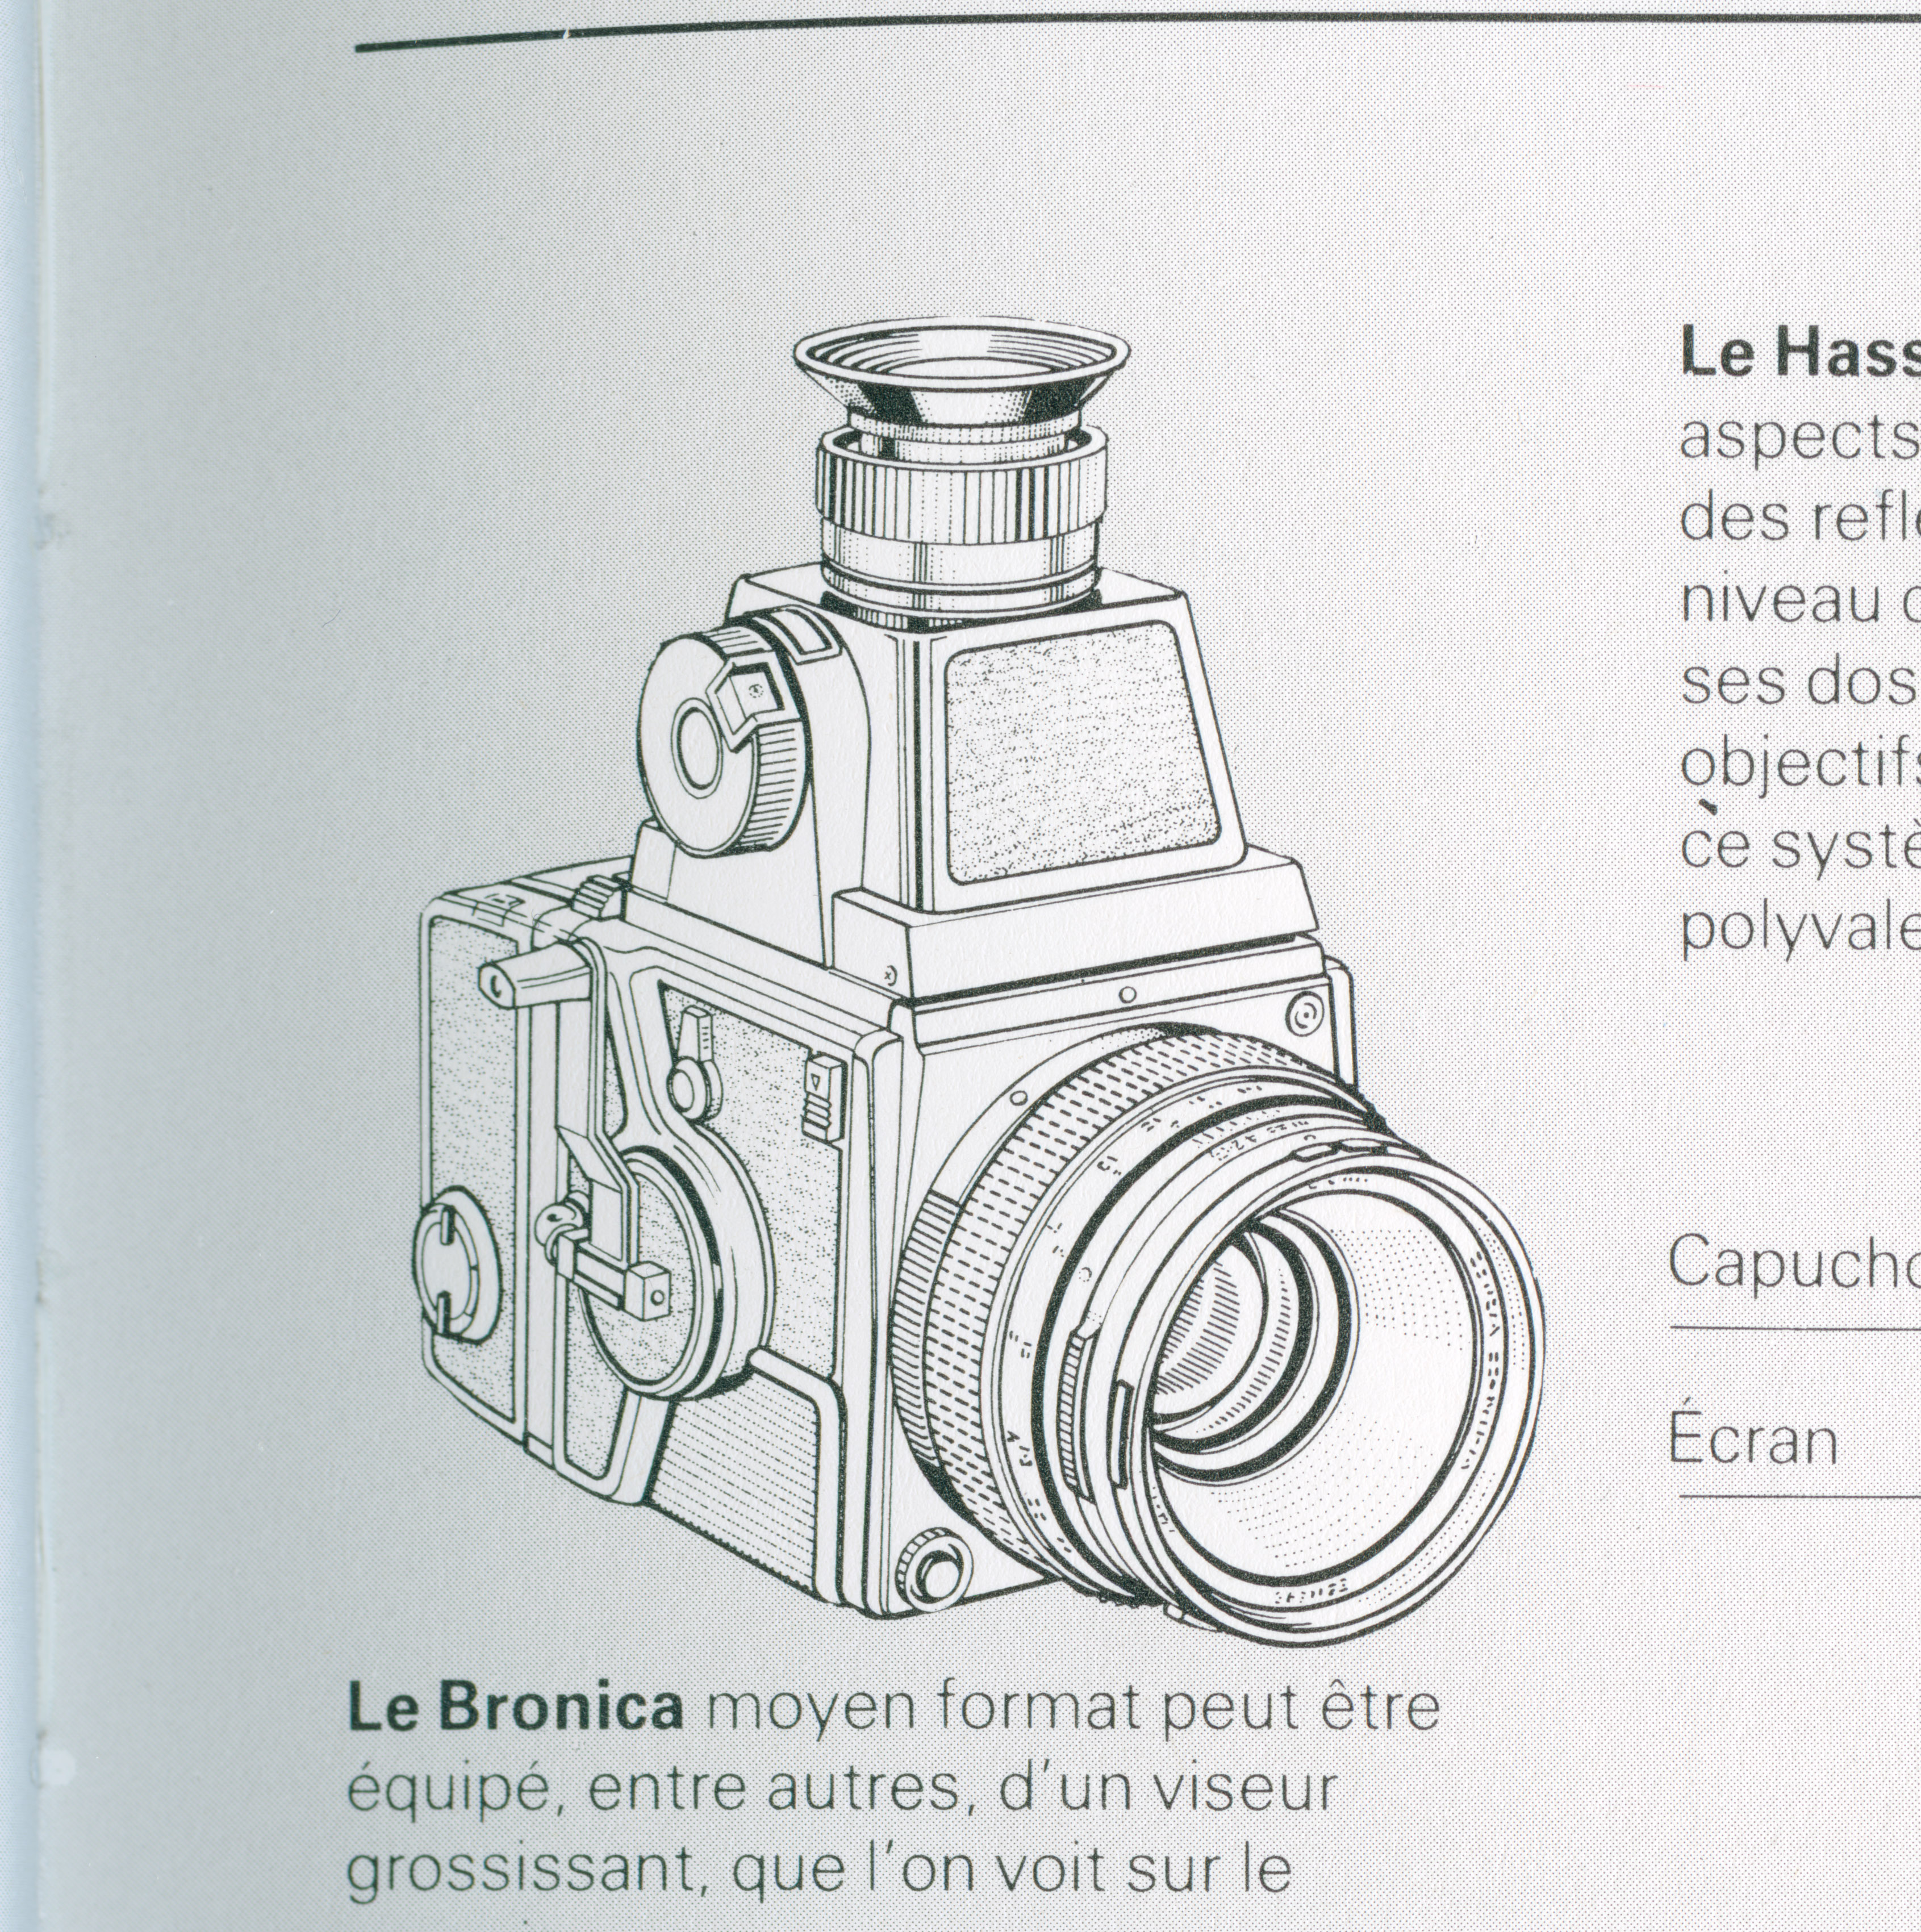 Le Hass
aspects
des refl
niveau
ses dos
objectifs
ce systè
polyvale
Capucho
Écran
Le Bronica moyen format peut être
équipé, entre autres, d'un viseur
grossissant, que l'on voit sur le